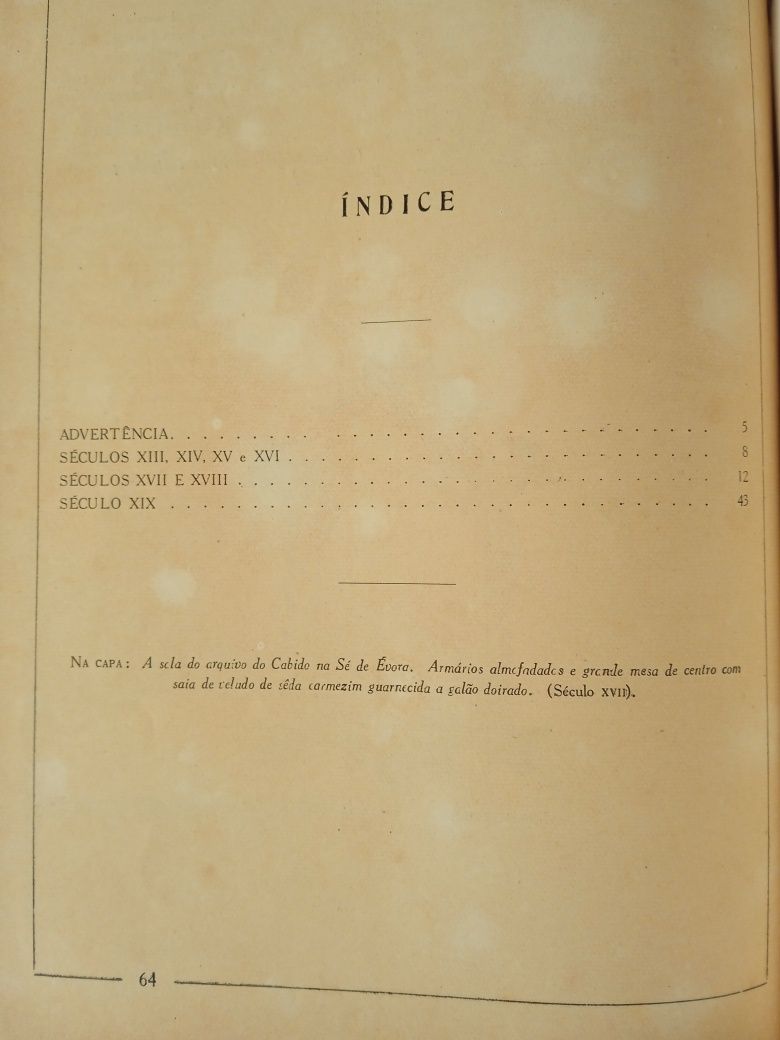 ÍNDICE
ADVERTÊNCIA. . . . . . . . . . . . . . . . . . . . . . . . . . . . . . . 5
SÉCULOS XIII, XIV, XV e XVI . . . . . . . . . . . . . . . . . . . . . . . . . 8
SÉCULOS XVII E XVIII . . . . . . . . . . . . . . . . . . . . . . . . . . . 12
SÉCULO XIX . . . . . . . . . . . . . . . . . . . . . . . . . . . . . . . 43
NA CAPA: A sala do arquivo do Cabido na Sé de Évora. Armários almofadados e grande mesa de centro com
saia de veludo de sêda carmezim guarnecida a galão doirado. (Século XVII).
64